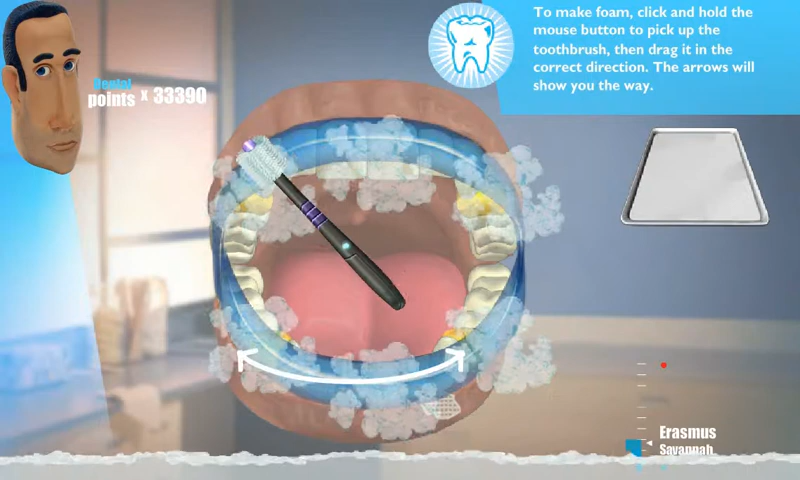 To make foam, click and hold the
mouse button to pick up the
toothbrush, then drag it in the
correct direction. The arrows will
show you the way.
Dental
points x 33390
Erasmus
Savannah